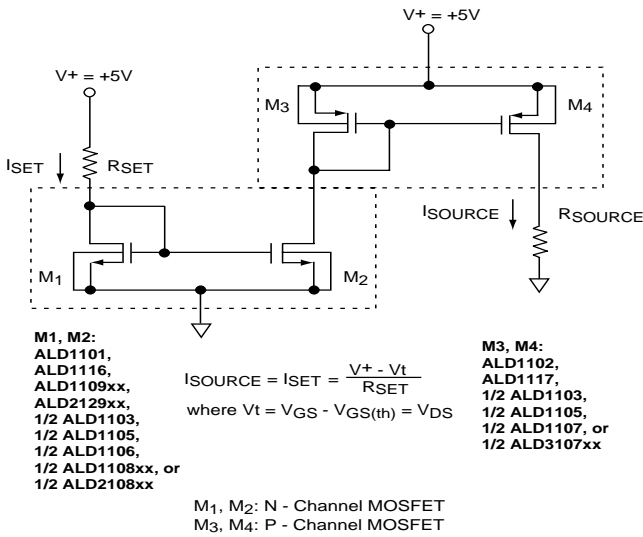 V+ = +5V
V+ = +5V
M3
M4
ISET
RSET
ISOURCE
RSOURCE
M1
M2
M1, M2:
ALD1101,
ALD1116,
ALD1109xx,
ALD2129xx,
1/2 ALD1103,
1/2 ALD1105,
1/2 ALD1106,
1/2 ALD1108xx, or
1/2 ALD2108xx
ISOURCE = ISET = V+ - Vt
RSET
where Vt = VGS - VGS(th) = VDS
M3, M4:
ALD1102,
ALD1117,
1/2 ALD1103,
1/2 ALD1105,
1/2 ALD1107, or
1/2 ALD3107xx
M1, M2: N - Channel MOSFET
M3, M4: P - Channel MOSFET